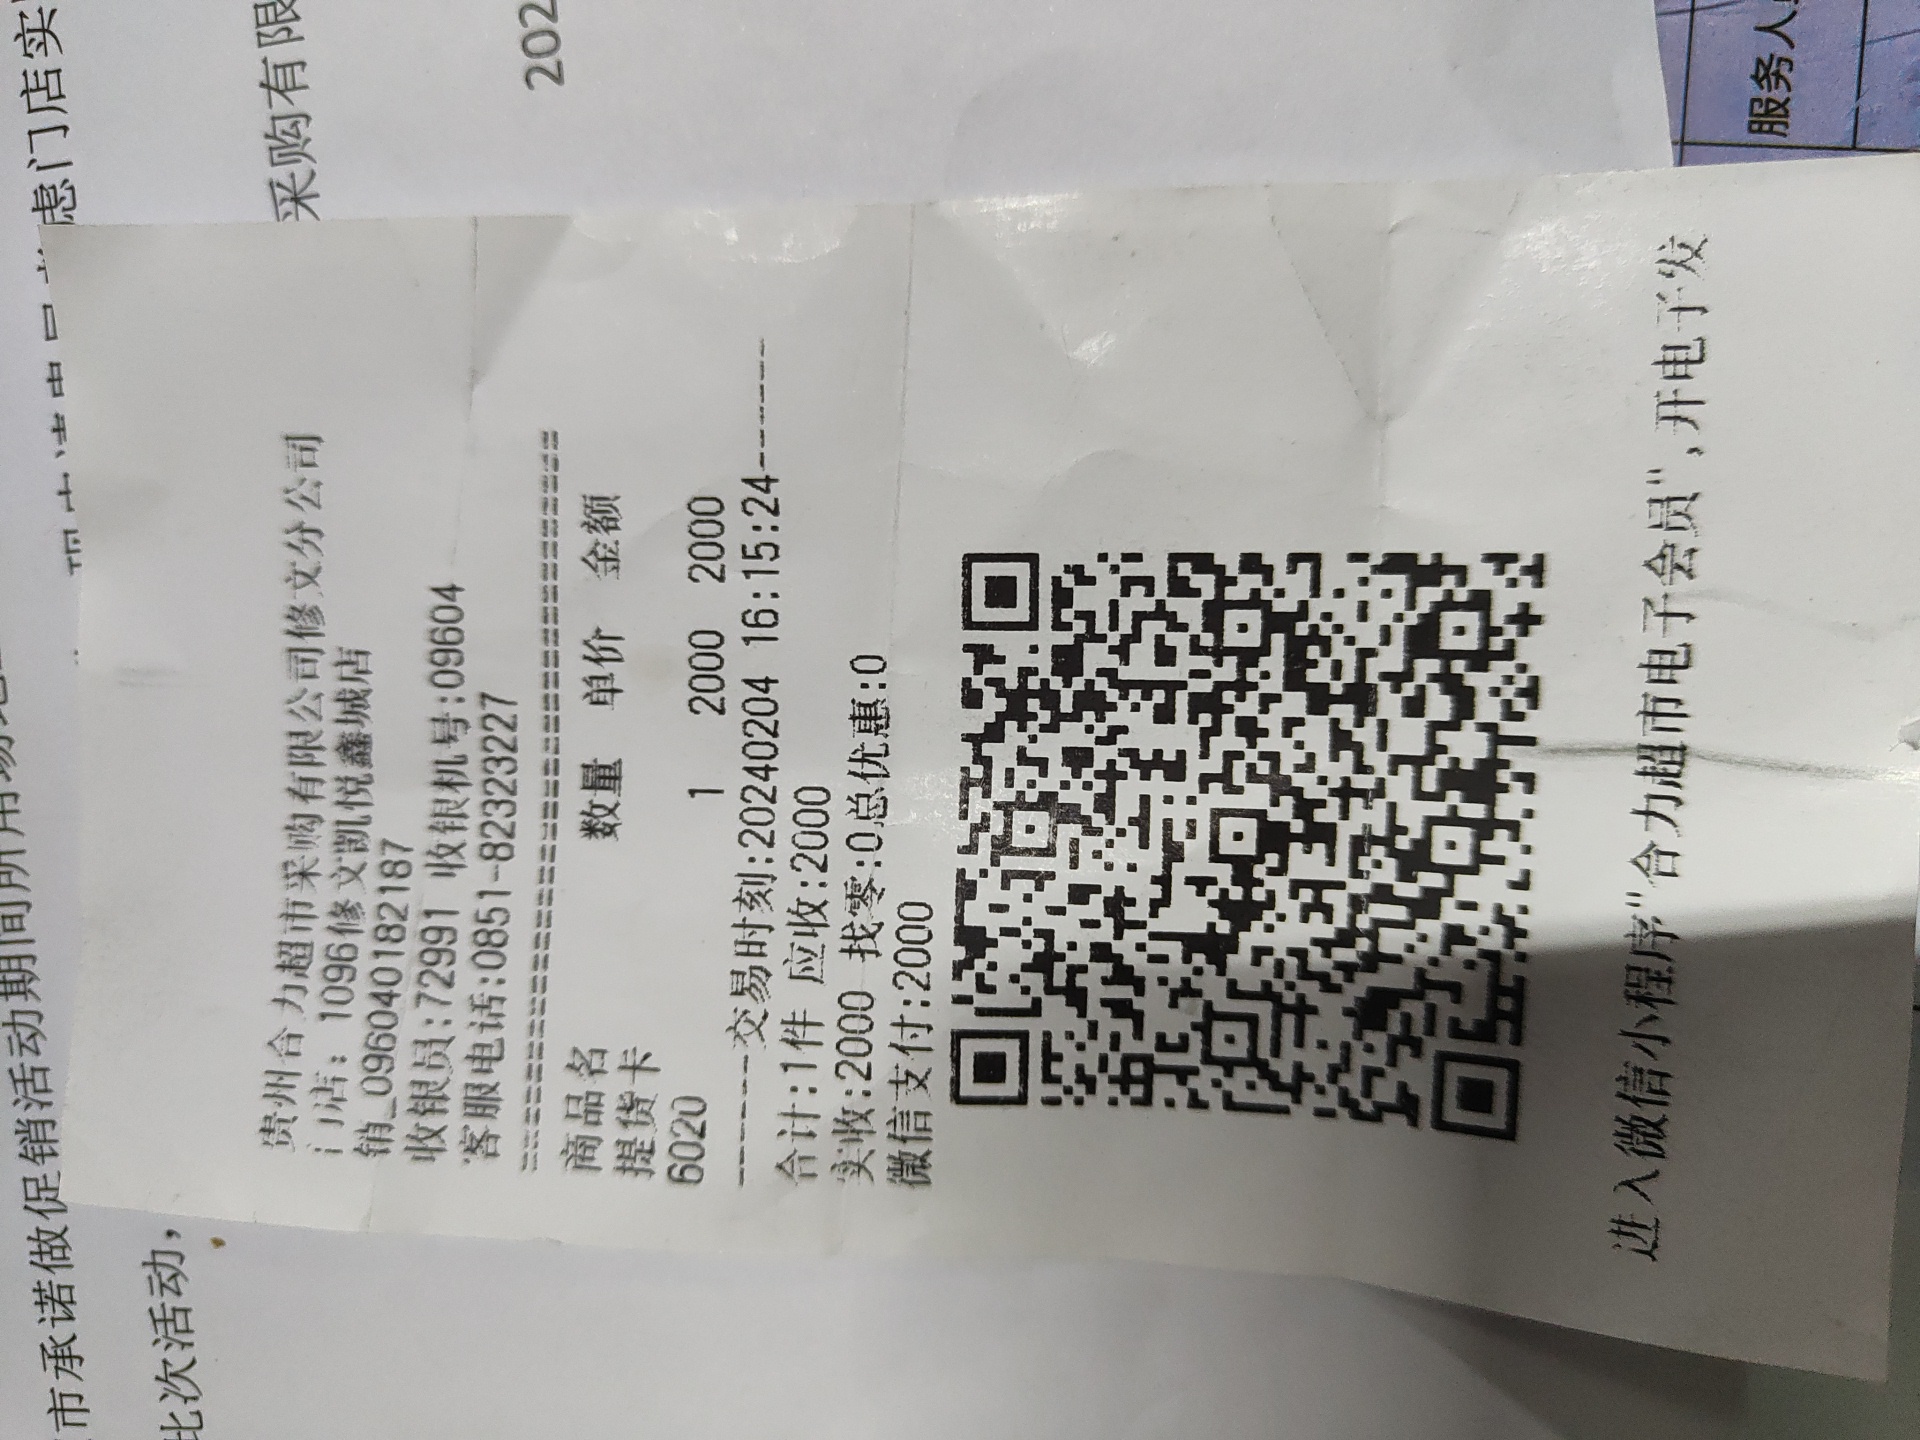 市承诺做促销活动期间所用场地
虑门店实
比次活动，
采购有限
202
服务人
贵州合力超市采购有限公司修文分公司
门店: 1096修文凯悦鑫城店
销_0960401182187
收银员:72991 收银机号:09604
客服电话:0851-82323227
================================
商品名 数量 单价 金额
提货卡
6020 1 2000 2000
------交易时刻:20240204 16:15:24------
合计:1件 应收:2000
实收:2000 找零:0总优惠:0
微信支付:2000
进入微信小程序"合力超市电子会员",开电子发